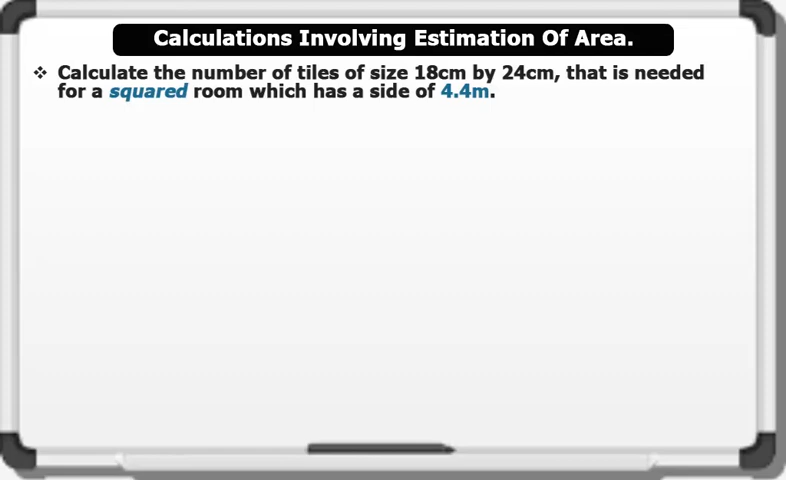 Calculations Involving Estimation Of Area.
❖ Calculate the number of tiles of size 18cm by 24cm, that is needed
for a squared room which has a side of 4.4m.